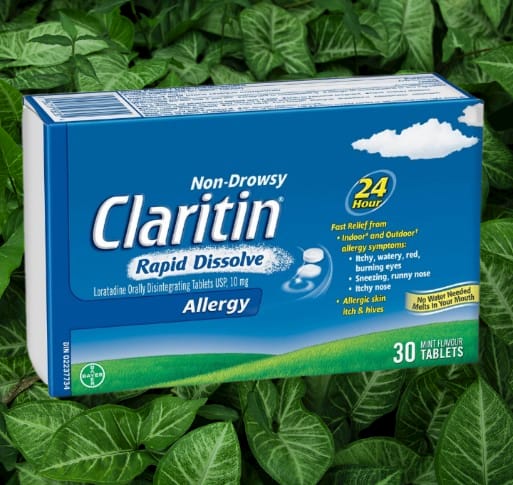 Non-Drowsy
Claritin®
Rapid Dissolve
Loratadine Orally Disintegrating Tablets USP, 10 mg
Allergy
24
Hour
Fast Relief from
• Indoor* and Outdoor†
allergy symptoms:
• Itchy, watery, red,
burning eyes
• Sneezing, runny nose
• Itchy nose
• Allergic skin
itch & hives
No Water Needed
Melts In Your Mouth
30 MINT FLAVOUR
TABLETS
DIN 02237734
BAYER